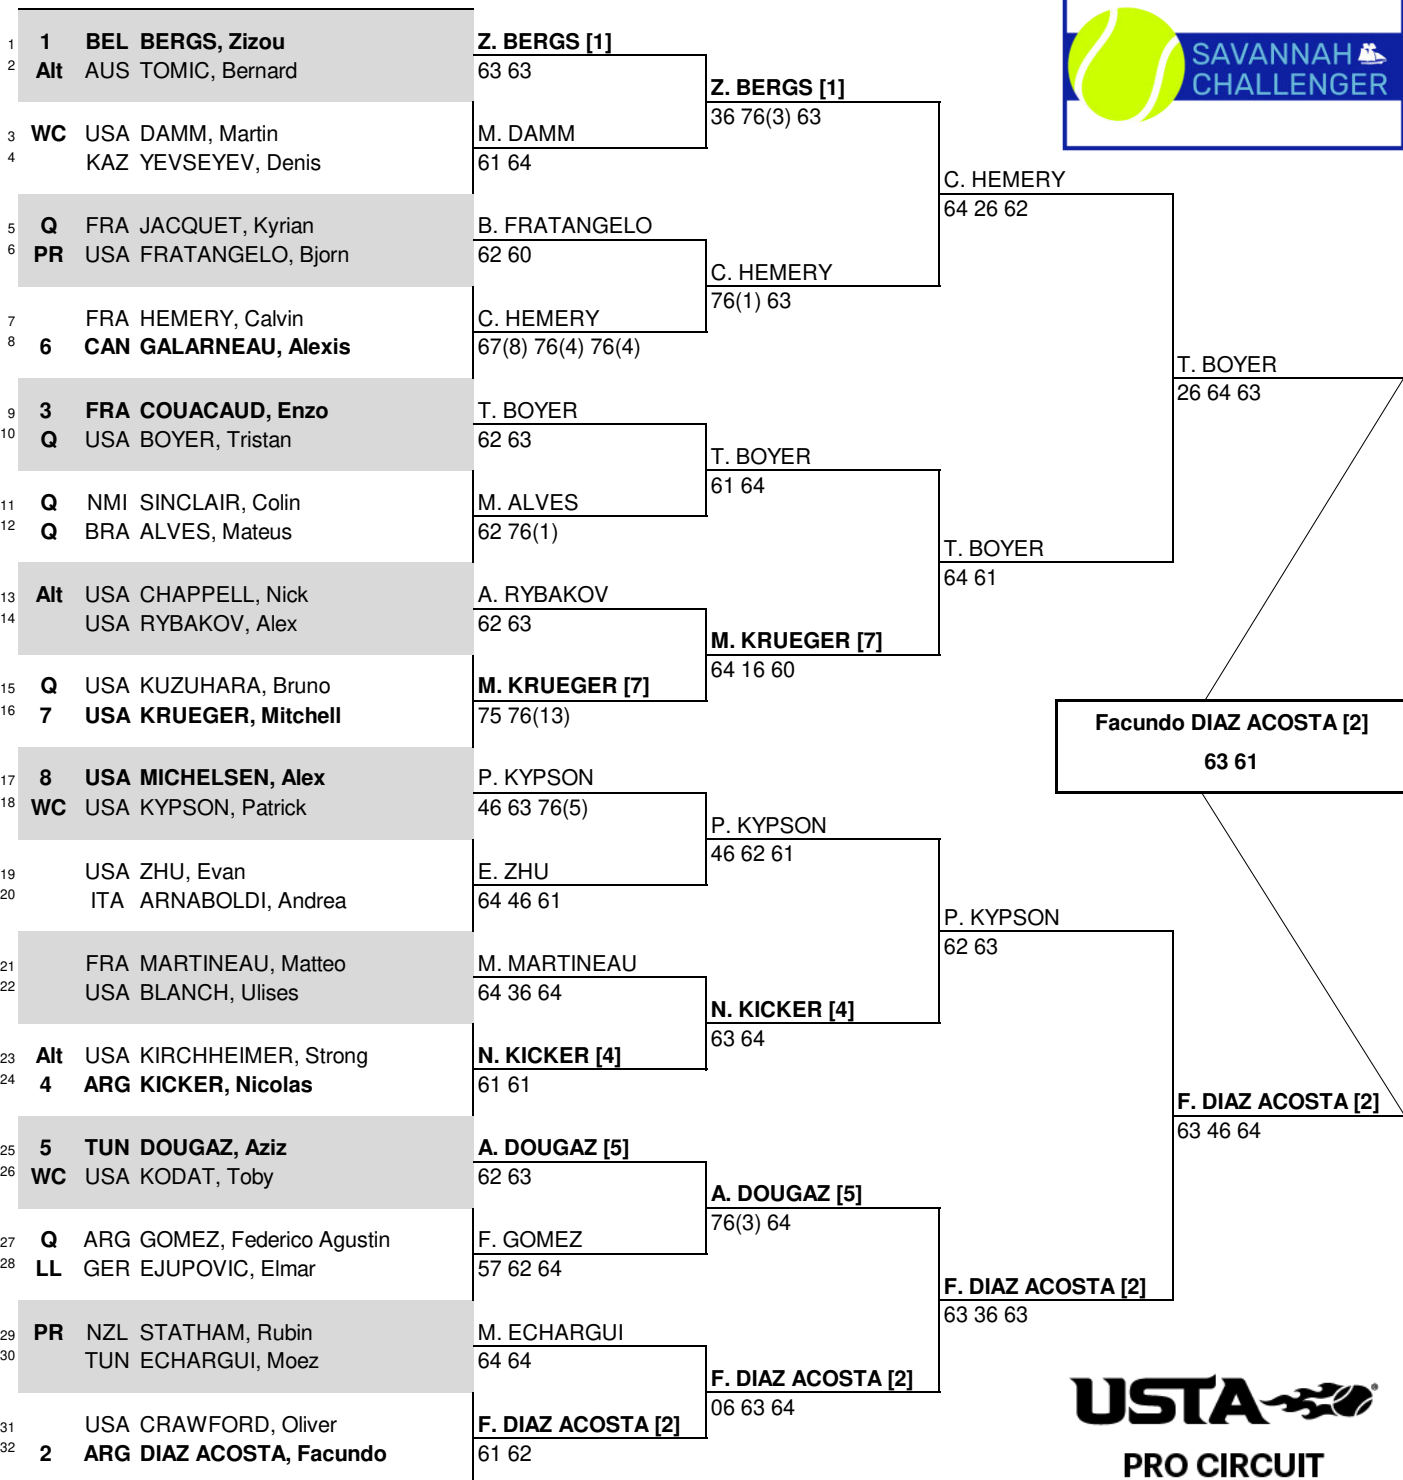 SAVANNAH
CHALLENGER
1 1 BEL BERGS, Zizou
2 Alt AUS TOMIC, Bernard
3 WC USA DAMM, Martin
4 KAZ YEVSEYEV, Denis
5 Q FRA JACQUET, Kyrian
6 PR USA FRATANGELO, Bjorn
7 FRA HEMERY, Calvin
8 6 CAN GALARNEAU, Alexis
9 3 FRA COUACAUD, Enzo
10 Q USA BOYER, Tristan
11 Q NMI SINCLAIR, Colin
12 Q BRA ALVES, Mateus
13 Alt USA CHAPPELL, Nick
14 USA RYBAKOV, Alex
15 Q USA KUZUHARA, Bruno
16 7 USA KRUEGER, Mitchell
17 8 USA MICHELSEN, Alex
18 WC USA KYPSON, Patrick
19 USA ZHU, Evan
20 ITA ARNABOLDI, Andrea
21 FRA MARTINEAU, Matteo
22 USA BLANCH, Ulises
23 Alt USA KIRCHHEIMER, Strong
24 4 ARG KICKER, Nicolas
25 5 TUN DOUGAZ, Aziz
26 WC USA KODAT, Toby
27 Q ARG GOMEZ, Federico Agustin
28 LL GER EJUPOVIC, Elmar
29 PR NZL STATHAM, Rubin
30 TUN ECHARGUI, Moez
31 USA CRAWFORD, Oliver
32 2 ARG DIAZ ACOSTA, Facundo
Z. BERGS [1]
63 63
M. DAMM
61 64
B. FRATANGELO
62 60
C. HEMERY
67(8) 76(4) 76(4)
T. BOYER
62 63
M. ALVES
62 76(1)
A. RYBAKOV
62 63
M. KRUEGER [7]
75 76(13)
P. KYPSON
46 63 76(5)
E. ZHU
64 46 61
M. MARTINEAU
64 36 64
N. KICKER [4]
61 61
A. DOUGAZ [5]
62 63
F. GOMEZ
57 62 64
M. ECHARGUI
64 64
F. DIAZ ACOSTA [2]
61 62
Z. BERGS [1]
36 76(3) 63
C. HEMERY
76(1) 63
T. BOYER
61 64
M. KRUEGER [7]
64 16 60
P. KYPSON
46 62 61
N. KICKER [4]
63 64
A. DOUGAZ [5]
76(3) 64
F. DIAZ ACOSTA [2]
06 63 64
C. HEMERY
64 26 62
T. BOYER
64 61
P. KYPSON
62 63
F. DIAZ ACOSTA [2]
63 36 63
T. BOYER
26 64 63
F. DIAZ ACOSTA [2]
63 46 64
Facundo DIAZ ACOSTA [2]
63 61
USTA
PRO CIRCUIT